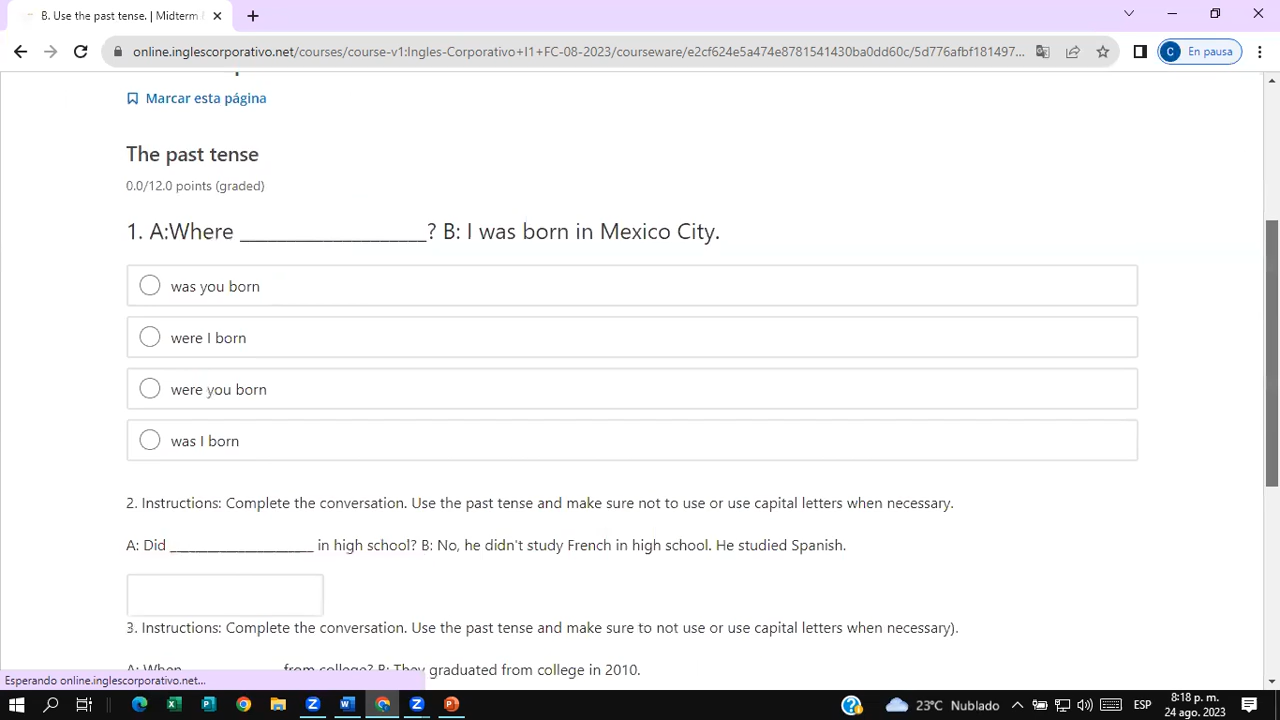 B. Use the past tense. | Midterm
online.inglescorporativo.net/courses/course-v1:Ingles-Corporativo+I1+FC-08-2023/courseware/e2cf624e5a474e8781541430ba0dd60c/5d776afbf181497...
C En pausa
Marcar esta página
The past tense
0.0/12.0 points (graded)
1. A:Where ____________________? B: I was born in Mexico City.
was you born
were I born
were you born
was I born
2. Instructions: Complete the conversation. Use the past tense and make sure not to use or use capital letters when necessary.
A: Did ______________________ in high school? B: No, he didn't study French in high school. He studied Spanish.
3. Instructions: Complete the conversation. Use the past tense and make sure to not use or use capital letters when necessary).
A: When _______________ from college? B: They graduated from college in 2010.
Esperando online.inglescorporativo.net...
23°C Nublado
ESP
8:18 p. m.
24 ago. 2023